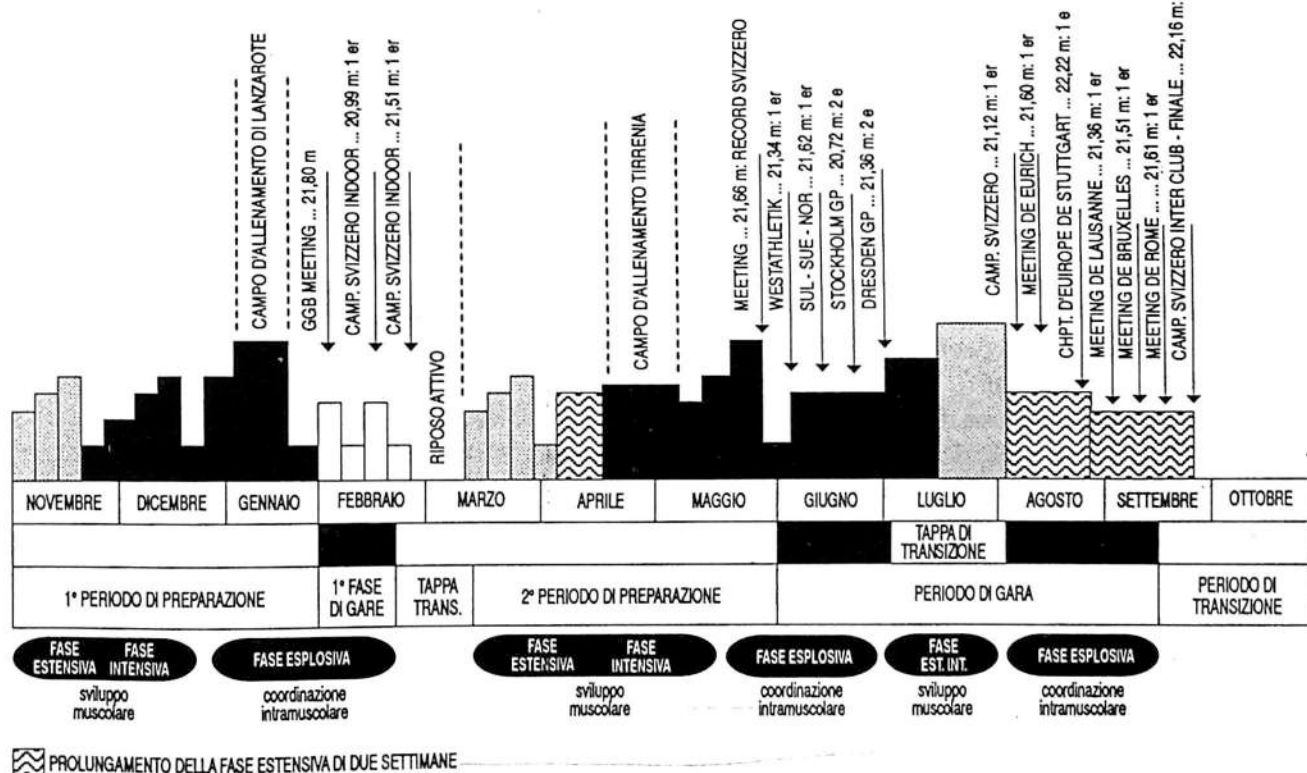 CAMPO D'ALLENAMENTO DI LANZAROTE
GGB MEETING ... 21,80 m
CAMP. SVIZZERO INDOOR ... 20,99 m: 1 er
CAMP. SVIZZERO INDOOR ... 21,51 m: 1 er
RIPOSO ATTIVO
CAMPO D'ALLENAMENTO TIRRENIA
MEETING ... 21,66 m: RECORD SVIZZERO
WESTATHLETIK ... 21,34 m: 1 er
SUL - SUE - NOR ... 21,62 m: 1 er
STOCKHOLM GP ... 20,72 m: 2 e
DRESDEN GP ... 21,36 m: 2 e
CAMP. SVIZZERO ... 21,12 m: 1 er
MEETING DE EURICH ... 21,60 m: 1 er
CHPT. D'EUIROPE DE STUTTGART ... 22,22 m: 1 e
MEETING DE LAUSANNE ... 21,36 m: 1 er
MEETING DE BRUXELLES ... 21,51 m: 1 er
MEETING DE ROME ... ... 21,61 m: 1 er
CAMP. SVIZZERO INTER CLUB - FINALE ... 22,16 m:
NOVEMBRE DICEMBRE GENNAIO FEBBRAIO MARZO APRILE MAGGIO GIUGNO LUGLIO AGOSTO SETTEMBRE OTTOBRE
TAPPA DI
TRANSIZIONE
1° PERIODO DI PREPARAZIONE
1° FASE
DI GARE
TAPPA
TRANS.
2° PERIODO DI PREPARAZIONE
PERIODO DI GARA
PERIODO DI
TRANSIZIONE
FASE
ESTENSIVA
FASE
INTENSIVA
sviluppo
muscolare
FASE ESPLOSIVA
coordinazione
intramuscolare
FASE
ESTENSIVA
FASE
INTENSIVA
sviluppo
muscolare
FASE ESPLOSIVA
coordinazione
intramuscolare
FASE
EST. INT.
sviluppo
muscolare
FASE ESPLOSIVA
coordinazione
intramuscolare
PROLUNGAMENTO DELLA FASE ESTENSIVA DI DUE SETTIMANE